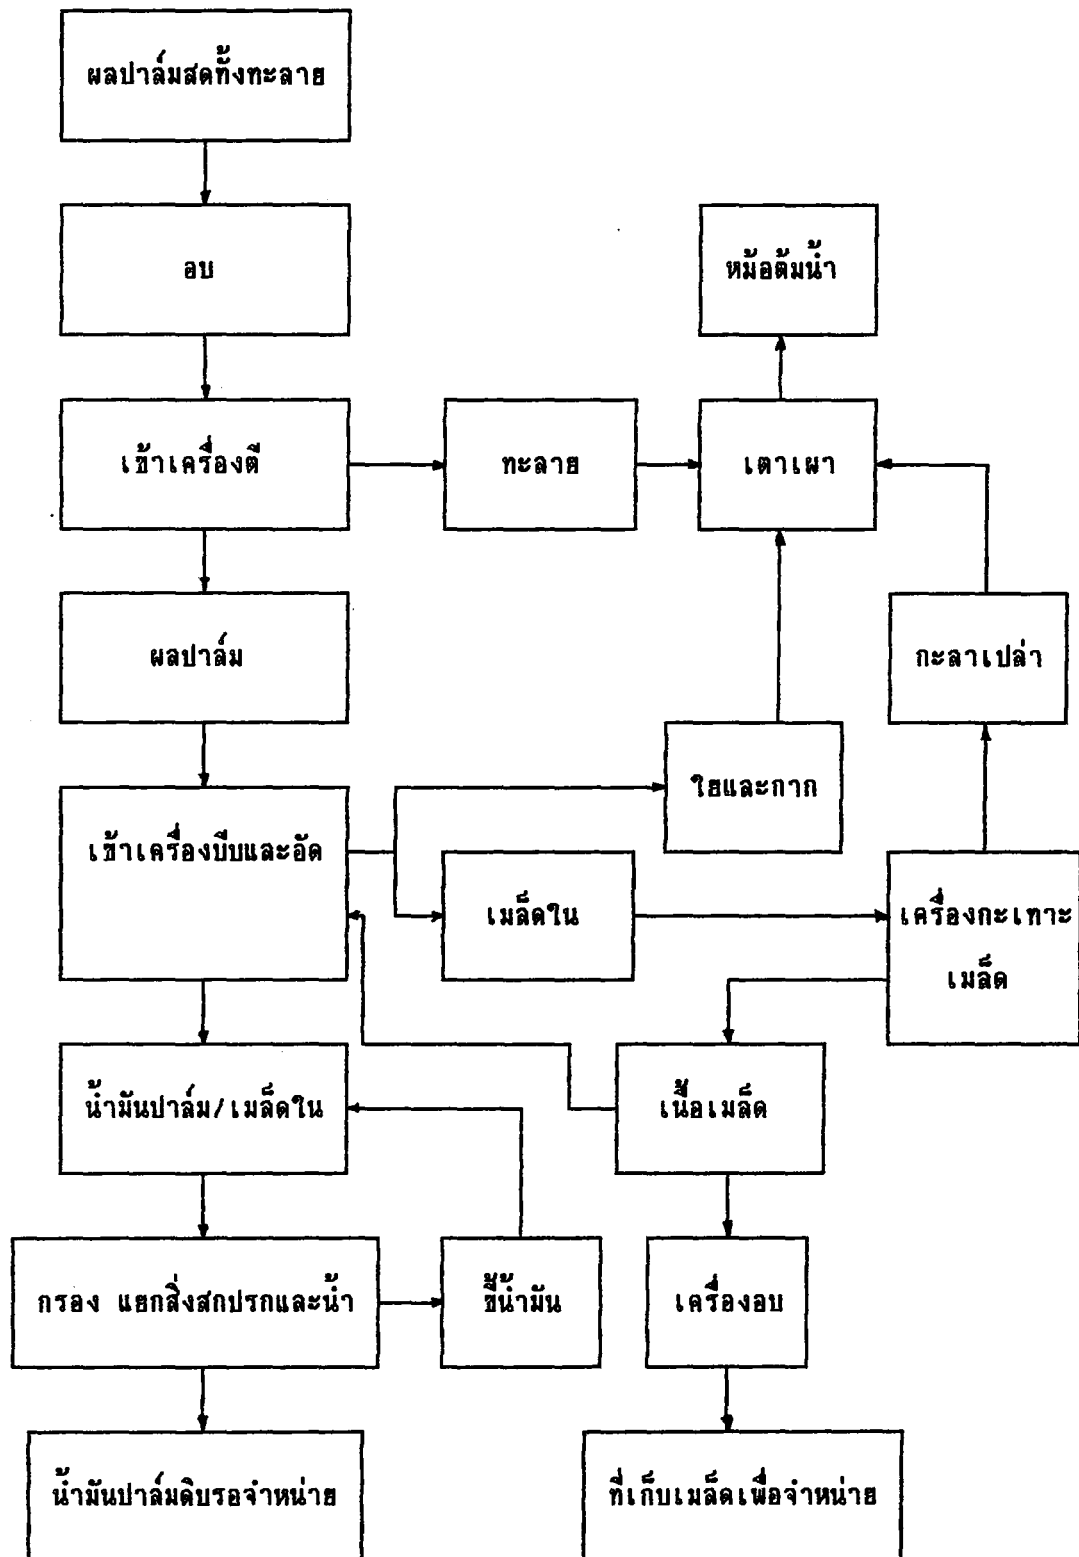 ผลปาล์มสดทั้งทะลาย
อบ
หม้อต้มน้ำ
เข้าเครื่องตี
ทะลาย
เตาเผา
ผลปาล์ม
กะลาเปล่า
ใยและกาก
เข้าเครื่องบีบและอัด
เมล็ดใน
เครื่องกะเทาะ
เมล็ด
น้ำมันปาล์ม/เมล็ดใน
เนื้อเมล็ด
กรอง แยกสิ่งสกปรกและน้ำ
ขี้น้ำมัน
เครื่องอบ
น้ำมันปาล์มดิบรอจำหน่าย
ที่เก็บเมล็ดเพื่อจำหน่าย